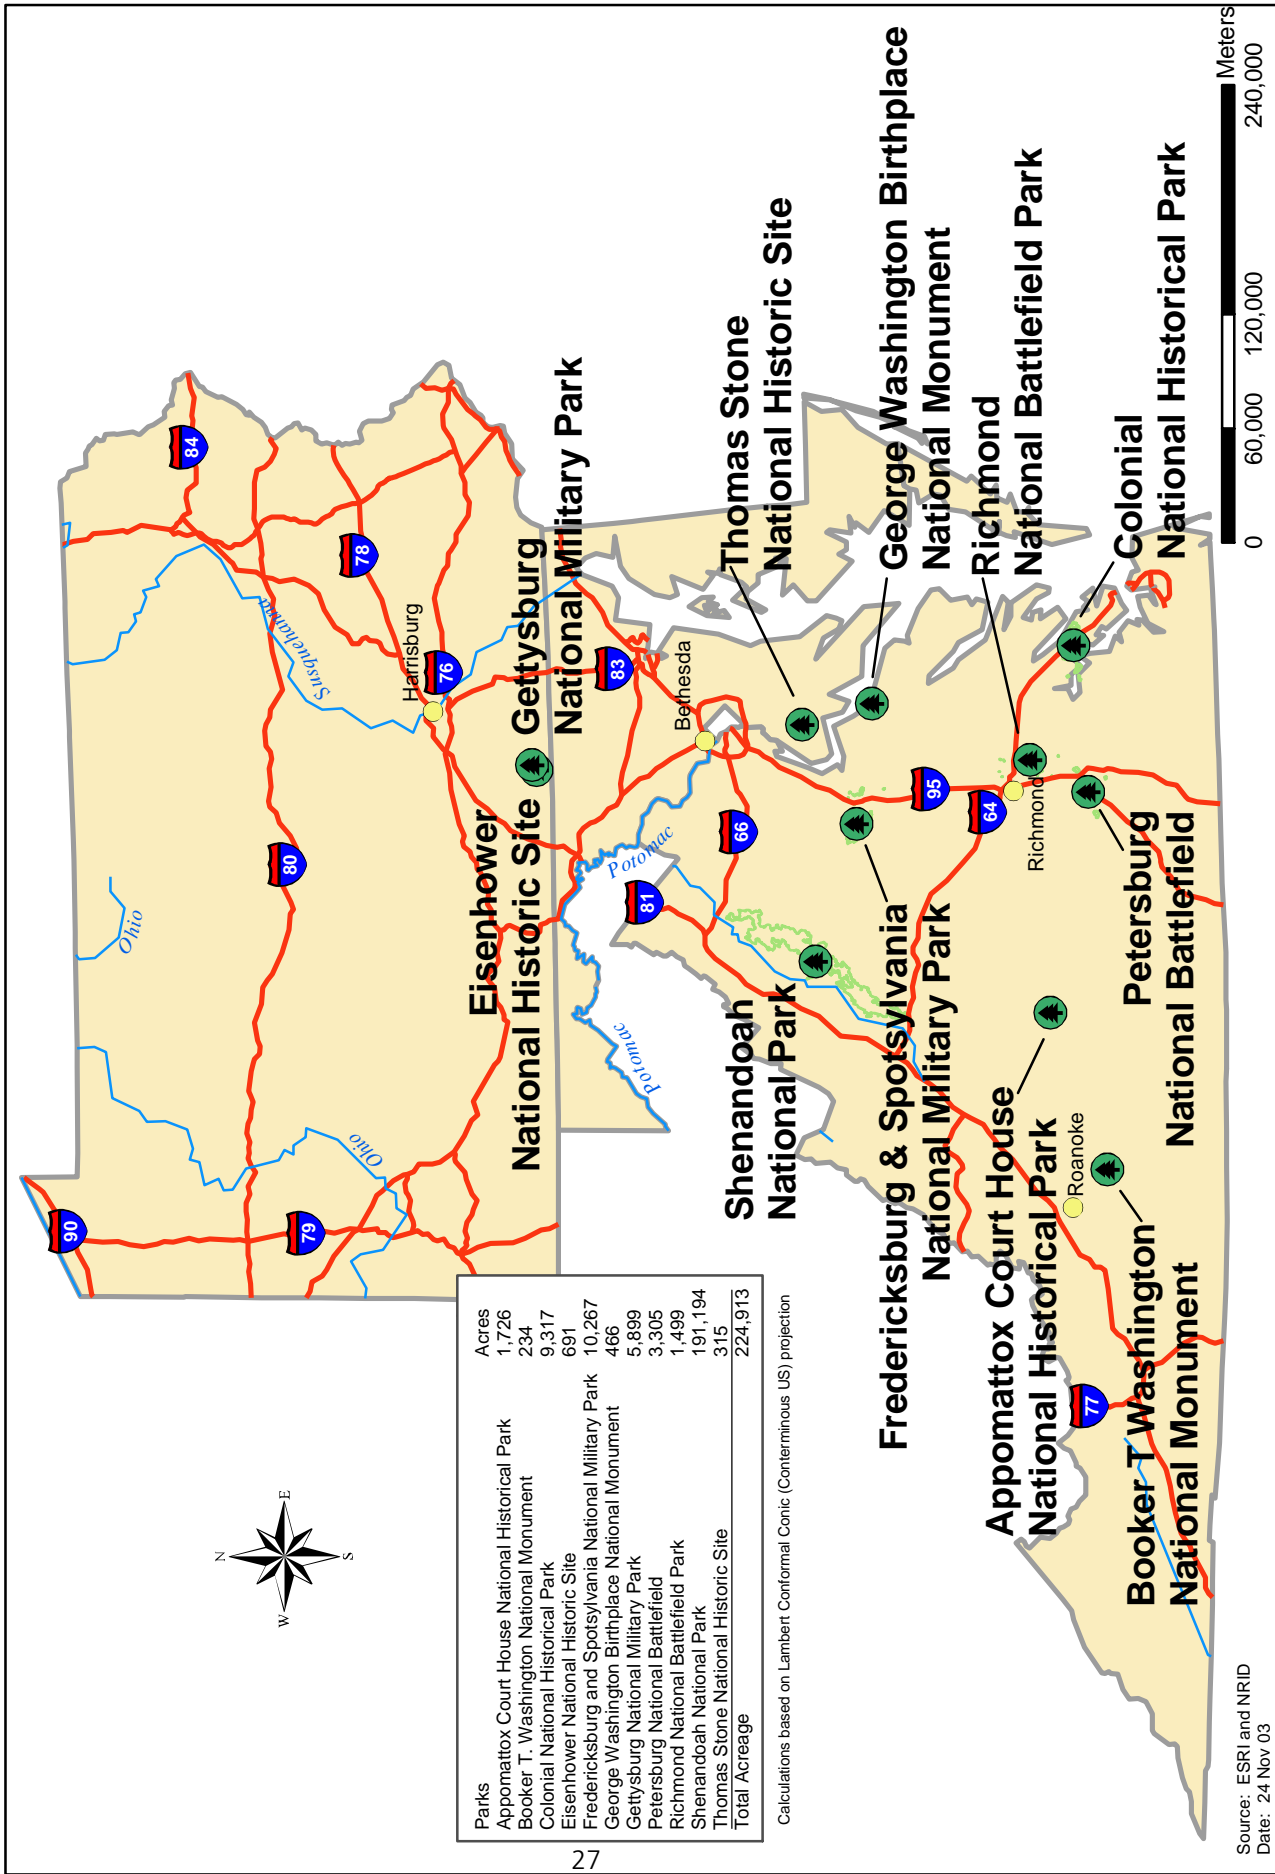 N
W
E
S
Parks Acres
Appomattox Court House National Historical Park 1,726
Booker T. Washington National Monument 234
Colonial National Historical Park 9,317
Eisenhower National Historic Site 691
Fredericksburg and Spotsylvania National Military Park 10,267
George Washington Birthplace National Monument 466
Gettysburg National Military Park 5,899
Petersburg National Battlefield 3,305
Richmond National Battlefield Park 1,499
Shenandoah National Park 191,194
Thomas Stone National Historic Site 315
Total Acreage 224,913
Calculations based on Lambert Conformal Conic (Conterminous US) projection
90
79
80
84
78
76
83
81
66
95
64
77
Ohio
Ohio
Susquehanna
Potomac
Potomac
Harrisburg
Bethesda
Richmond
Roanoke
Eisenhower
National Historic Site
Gettysburg
National Military Park
Thomas Stone
National Historic Site
George Washington Birthplace
National Monument
Richmond
National Battlefield Park
Colonial
National Historical Park
Shenandoah
National Park
Fredericksburg & Spotsylvania
National Military Park
Appomattox Court House
National Historical Park
Petersburg
National Battlefield
Booker T Washington
National Monument
Meters
0 60,000 120,000 240,000
Source: ESRI and NRID
Date: 24 Nov 03
27